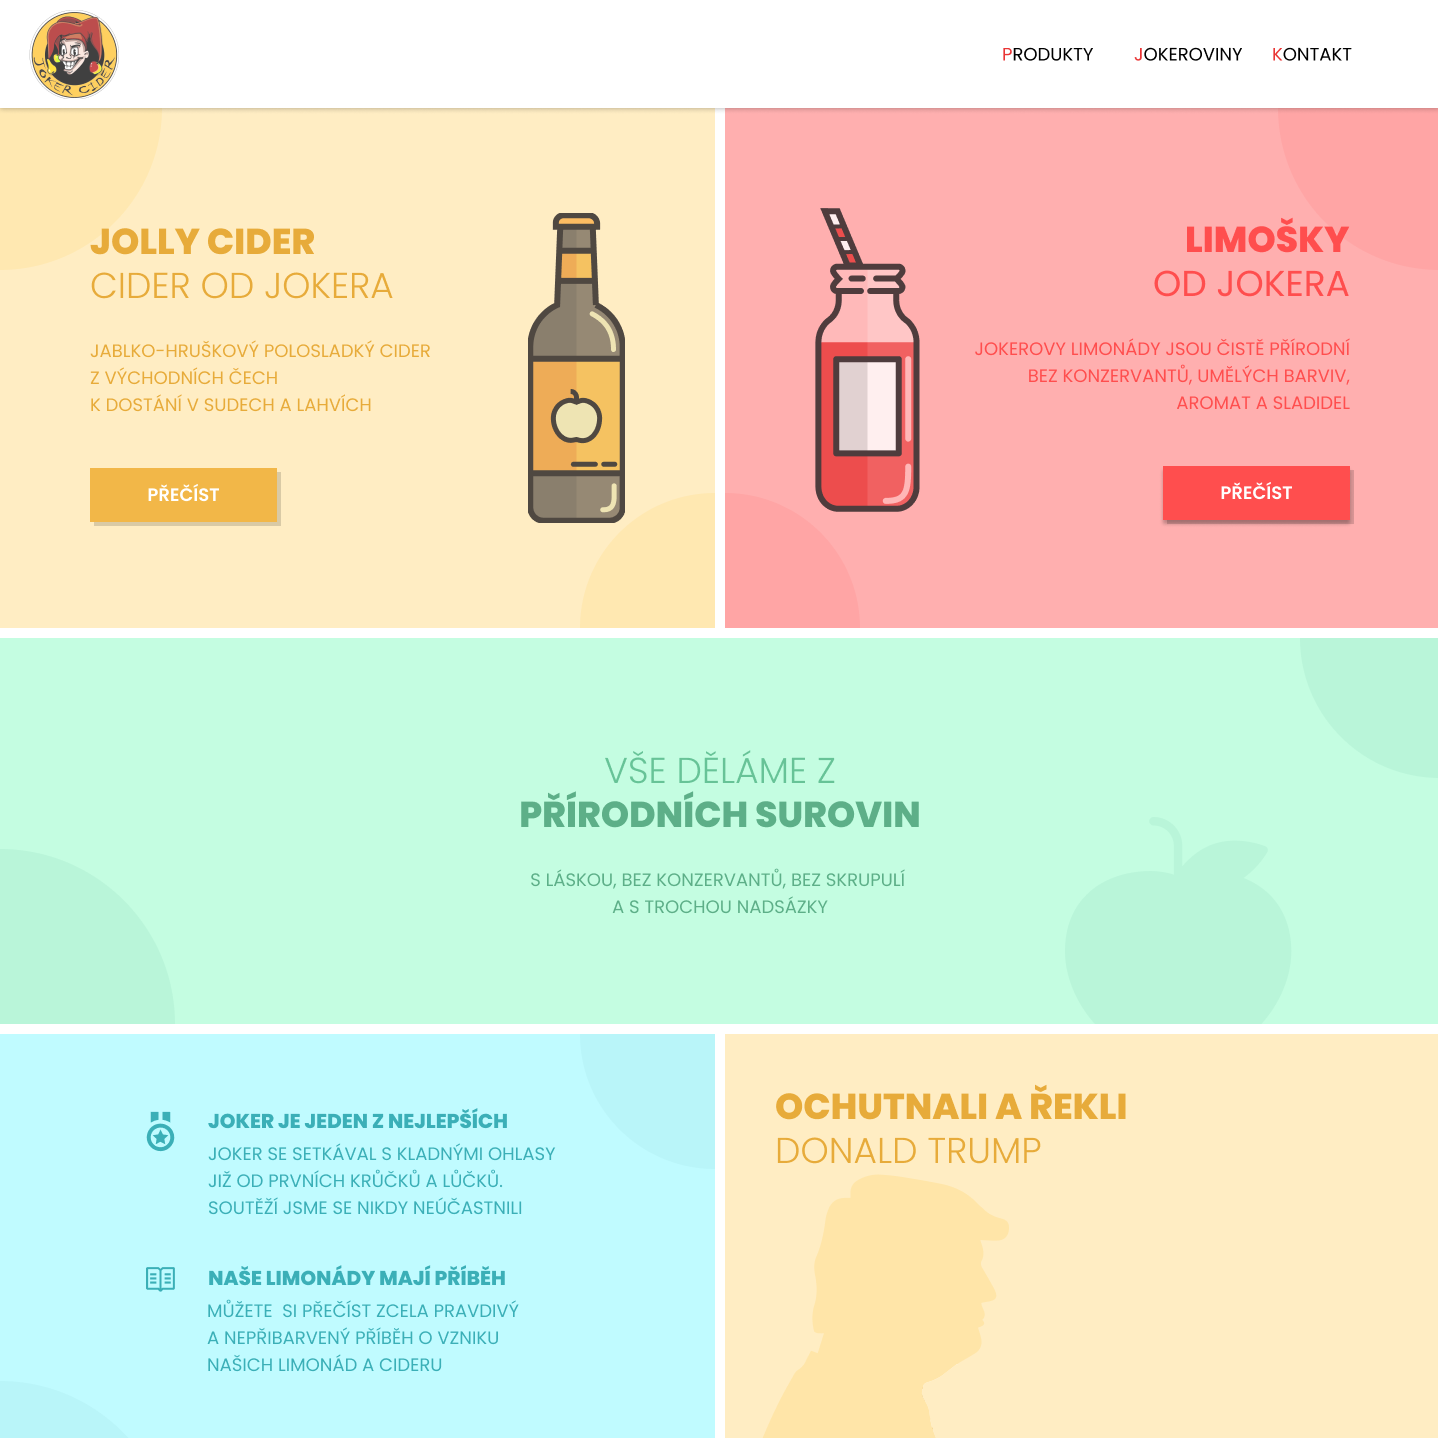 JOKER CIDER
PRODUKTY JOKEROVINY KONTAKT
JOLLY CIDER
CIDER OD JOKERA
JABLKO-HRUŠKOVÝ POLOSLADKÝ CIDER
Z VÝCHODNÍCH ČECH
K DOSTÁNÍ V SUDECH A LAHVÍCH
PŘEČÍST
LIMOŠKY
OD JOKERA
JOKEROVY LIMONÁDY JSOU ČISTĚ PŘÍRODNÍ
BEZ KONZERVANTŮ, UMĚLÝCH BARVIV,
AROMAT A SLADIDEL
PŘEČÍST
VŠE DĚLÁME Z
PŘÍRODNÍCH SUROVIN
S LÁSKOU, BEZ KONZERVANTŮ, BEZ SKRUPULÍ
A S TROCHOU NADSÁZKY
JOKER JE JEDEN Z NEJLEPŠÍCH
JOKER SE SETKÁVAL S KLADNÝMI OHLASY
JIŽ OD PRVNÍCH KRŮČKŮ A LŮČKŮ.
SOUTĚŽÍ JSME SE NIKDY NEÚČASTNILI
NAŠE LIMONÁDY MAJÍ PŘÍBĚH
MŮŽETE  SI PŘEČÍST ZCELA PRAVDIVÝ
A NEPŘIBARVENÝ PŘÍBĚH O VZNIKU
NAŠICH LIMONÁD A CIDERU
OCHUTNALI A ŘEKLI
DONALD TRUMP